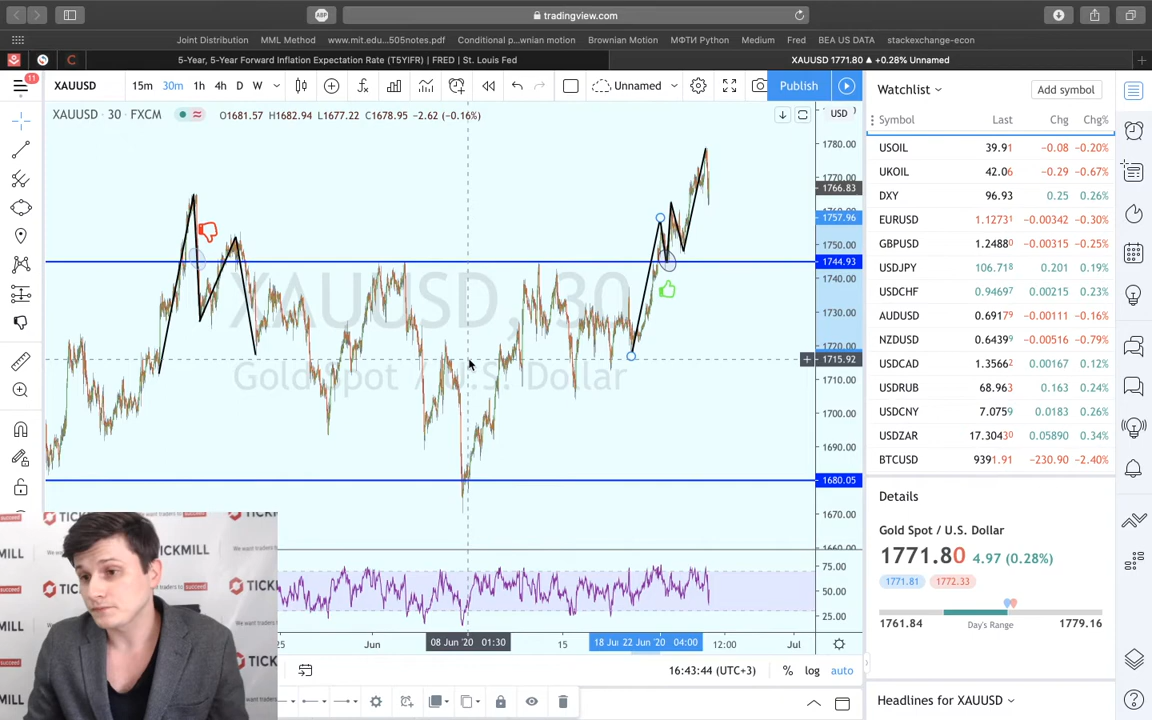 tradingview.com
Joint Distribution
MML Method
www.mit.edu...505notes.pdf
Conditional p...wnian motion
Brownian Motion
МФТИ Python
Medium
Fred
BEA US DATA
stackexchange-econ
5-Year, 5-Year Forward Inflation Expectation Rate (T5YIFR) | FRED | St. Louis Fed
XAUUSD 1771.80 ▲ +0.28% Unnamed
11
XAUUSD
15m
30m
1h
4h
D
W
Unnamed
Publish
XAUUSD · 30 · FXCM
O1681.57 H1682.94 L1677.22 C1678.95 −2.62 (−0.16%)
USD
1780.00
1770.00
1766.83
1757.96
1750.00
1744.93
1740.00
1730.00
1720.00
1715.92
1710.00
1700.00
1690.00
1680.05
1670.00
1660.00
XAUUSD, 30
Gold Spot / U.S. Dollar
75.00
50.00
25.00
25
Jun
08 Jun '20 01:30
15
18 Ju
22 Jun '20 04:00
12:00
Jul
16:43:44 (UTC+3)
%
log
auto
Watchlist
Add symbol
Symbol Last Chg Chg%
USOIL 39.91 −0.08 −0.20%
UKOIL 42.06 −0.29 −0.67%
DXY 96.93 0.25 0.26%
EURUSD 1.12731 −0.00342 −0.30%
GBPUSD 1.24880 −0.00315 −0.25%
USDJPY 106.718 0.201 0.19%
USDCHF 0.94697 0.00215 0.23%
AUDUSD 0.69179 −0.00111 −0.16%
NZDUSD 0.64399 −0.00516 −0.79%
USDCAD 1.35662 0.00167 0.12%
USDRUB 68.963 0.163 0.24%
USDCNY 7.0759 0.0183 0.26%
USDZAR 17.30430 0.05890 0.34%
BTCUSD 9391.91 −230.90 −2.40%
Details
Gold Spot / U.S. Dollar
1771.80 4.97 (0.28%)
1771.81
1772.33
1761.84
Day's Range
1779.16
Headlines for XAUUSD
TICKMILL
We want traders to succeed